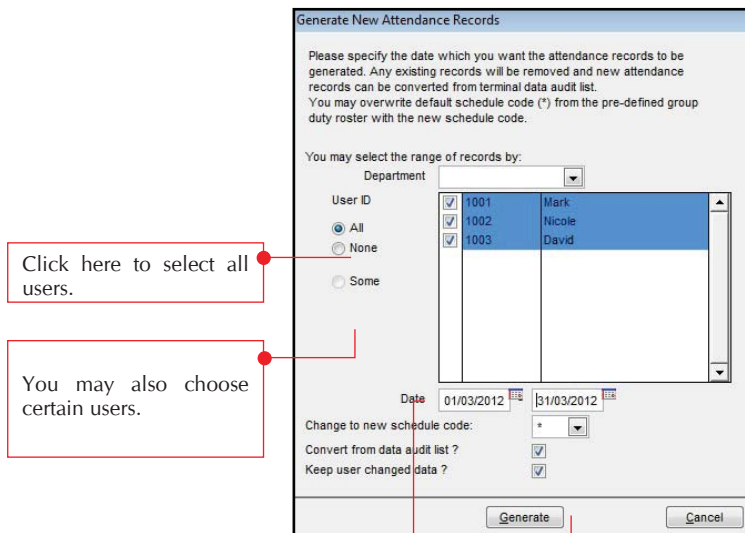 Generate New Attendance Records
Please specify the date which you want the attendance records to be
generated. Any existing records will be removed and new attendance
records can be converted from terminal data audit list.
You may overwrite default schedule code (*) from the pre-defined group
duty roster with the new schedule code.
You may select the range of records by:
Department
User ID
All
None
Some
1001 Mark
1002 Nicole
1003 David
Click here to select all
users.
You may also choose
certain users.
Date 01/03/2012 31/03/2012
Change to new schedule code: *
Convert from data audit list ?
Keep user changed data ?
Generate Cancel